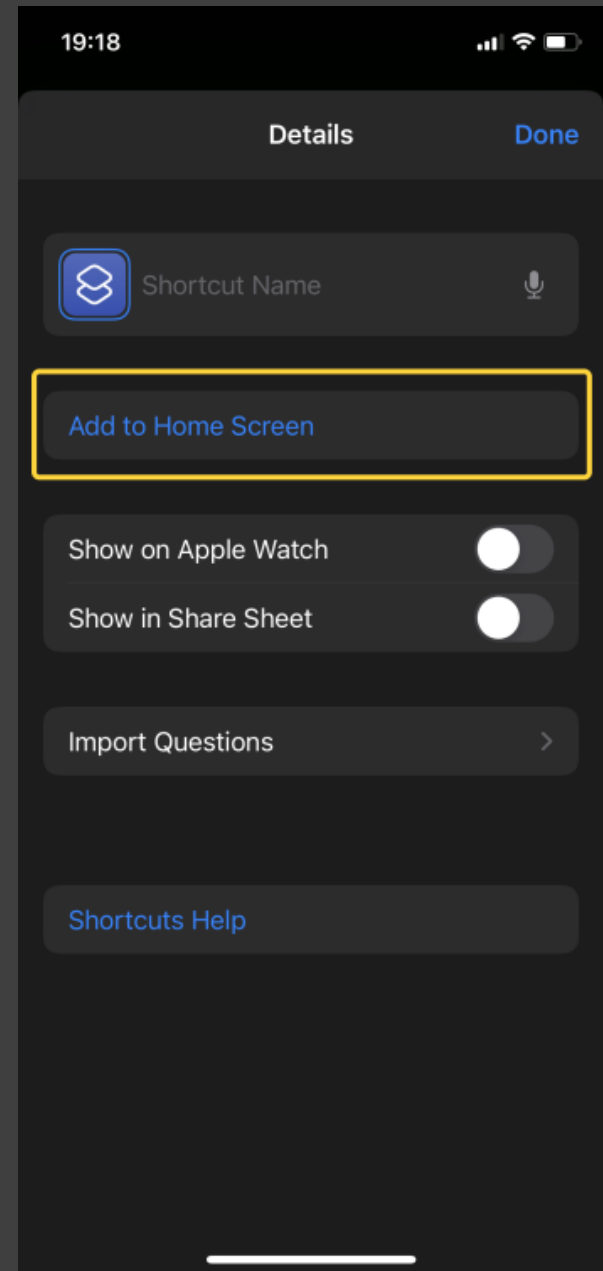 19:18
Details
Done
Shortcut Name
Add to Home Screen
Show on Apple Watch
Show in Share Sheet
Import Questions
Shortcuts Help